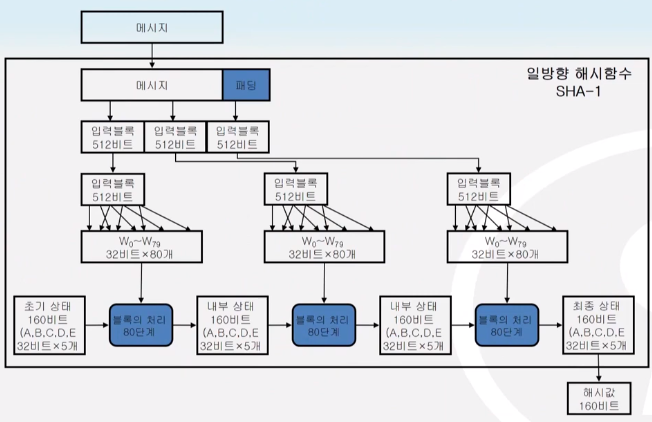 메시지
일방향 해시함수
SHA-1
메시지
패딩
입력블록
512비트
입력블록
512비트
입력블록
512비트
입력블록
512비트
입력블록
512비트
입력블록
512비트
W₀~W₇₉
32비트×80개
W₀~W₇₉
32비트×80개
W₀~W₇₉
32비트×80개
초기 상태
160비트
(A,B,C,D,E
32비트×5개
블록의 처리
80단계
내부 상태
160비트
(A,B,C,D,E
32비트×5개
블록의 처리
80단계
내부 상태
160비트
(A,B,C,D,E
32비트×5개
블록의 처리
80단계
최종 상태
160비트
(A,B,C,D,E
32비트×5개
해시값
160비트